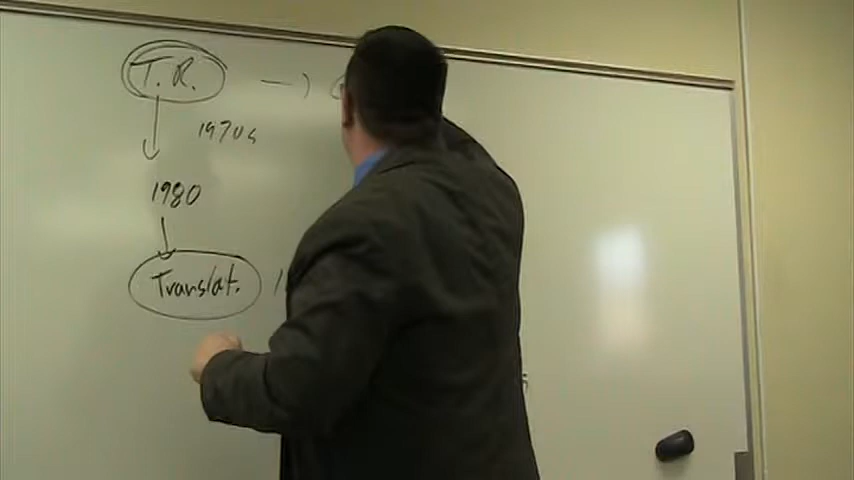 T.R. →
1970s
1980
Translat.